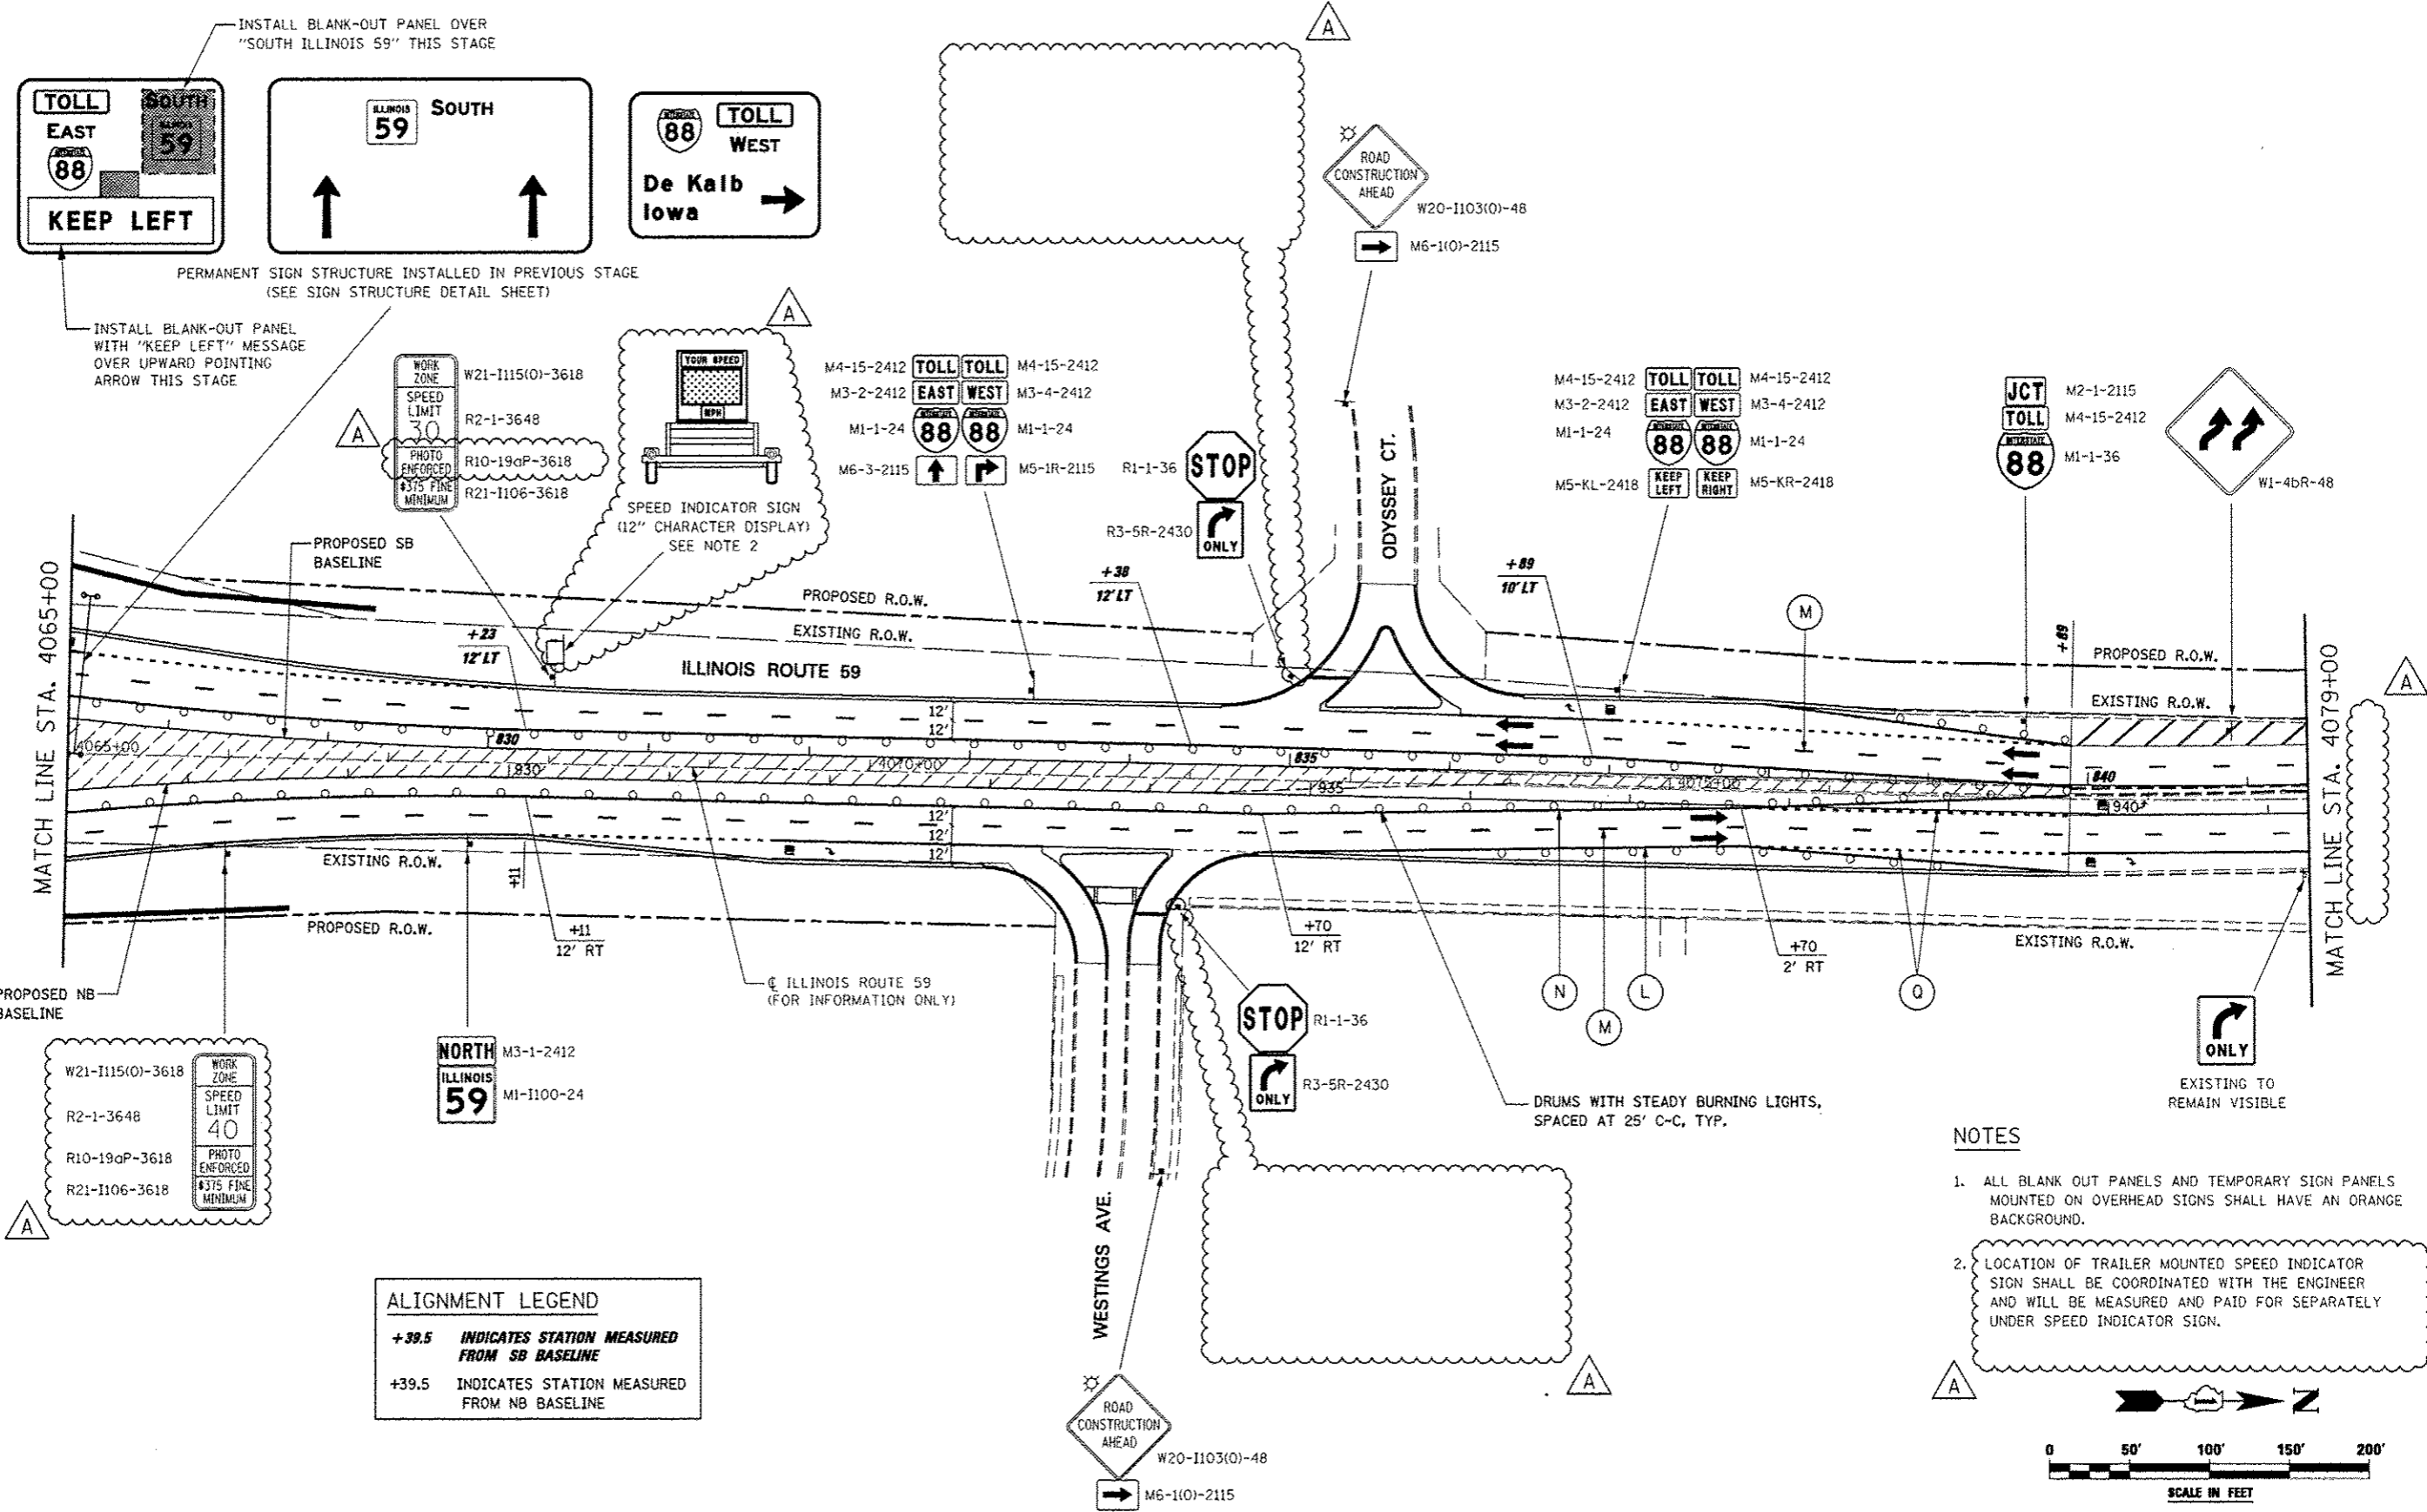 INSTALL BLANK-OUT PANEL OVER
"SOUTH ILLINOIS 59" THIS STAGE
TOLL
EAST
INTERSTATE
88
SOUTH
ILLINOIS
59
KEEP LEFT
ILLINOIS
59
SOUTH
INTERSTATE
88
TOLL
WEST
De Kalb
Iowa
PERMANENT SIGN STRUCTURE INSTALLED IN PREVIOUS STAGE
(SEE SIGN STRUCTURE DETAIL SHEET)
INSTALL BLANK-OUT PANEL
WITH "KEEP LEFT" MESSAGE
OVER UPWARD POINTING
ARROW THIS STAGE
A
WORK
ZONE
SPEED
LIMIT
30
PHOTO
ENFORCED
$375 FINE
MINIMUM
W21-I115(O)-3618
R2-1-3648
R10-19aP-3618
R21-I106-3618
A
YOUR SPEED
MPH
SPEED INDICATOR SIGN
(12" CHARACTER DISPLAY)
SEE NOTE 2
M4-15-2412 TOLL TOLL M4-15-2412
M3-2-2412 EAST WEST M3-4-2412
M1-1-24 88 88 M1-1-24
M6-3-2115 M5-1R-2115
A
ROAD
CONSTRUCTION
AHEAD
W20-I103(O)-48
M6-1(O)-2115
R1-1-36 STOP
R3-5R-2430
ONLY
ODYSSEY CT.
M4-15-2412 TOLL TOLL M4-15-2412
M3-2-2412 EAST WEST M3-4-2412
M1-1-24 88 88 M1-1-24
M5-KL-2418 KEEP LEFT KEEP RIGHT M5-KR-2418
JCT M2-1-2115
TOLL M4-15-2412
INTERSTATE
88 M1-1-36
W1-4bR-48
MATCH LINE STA. 4065+00
PROPOSED SB
BASELINE
+23
12' LT
PROPOSED R.O.W.
EXISTING R.O.W.
ILLINOIS ROUTE 59
+38
12' LT
+89
10' LT
M
+89
PROPOSED R.O.W.
EXISTING R.O.W.
MATCH LINE STA. 4079+00
A
12'
12'
4065+00
830
930
4070+00
835
935
4075+00
840
940
12'
12'
12'
EXISTING R.O.W.
+11
PROPOSED R.O.W.
+11
12' RT
+70
12' RT
+70
2' RT
EXISTING R.O.W.
PROPOSED NB
BASELINE
℄ ILLINOIS ROUTE 59
(FOR INFORMATION ONLY)
N
M
L
Q
W21-I115(O)-3618
R2-1-3648
R10-19aP-3618
R21-I106-3618
WORK
ZONE
SPEED
LIMIT
40
PHOTO
ENFORCED
$375 FINE
MINIMUM
A
NORTH M3-1-2412
ILLINOIS
59 M1-I100-24
STOP R1-1-36
R3-5R-2430
ONLY
DRUMS WITH STEADY BURNING LIGHTS,
SPACED AT 25' C-C, TYP.
ONLY
EXISTING TO
REMAIN VISIBLE
WESTINGS AVE.
A
ROAD
CONSTRUCTION
AHEAD
W20-I103(O)-48
M6-1(O)-2115
ALIGNMENT LEGEND
+39.5 INDICATES STATION MEASURED
FROM SB BASELINE
+39.5 INDICATES STATION MEASURED
FROM NB BASELINE
NOTES
1. ALL BLANK OUT PANELS AND TEMPORARY SIGN PANELS
MOUNTED ON OVERHEAD SIGNS SHALL HAVE AN ORANGE
BACKGROUND.
2. LOCATION OF TRAILER MOUNTED SPEED INDICATOR
SIGN SHALL BE COORDINATED WITH THE ENGINEER
AND WILL BE MEASURED AND PAID FOR SEPARATELY
UNDER SPEED INDICATOR SIGN.
A
N
0 50' 100' 150' 200'
SCALE IN FEET